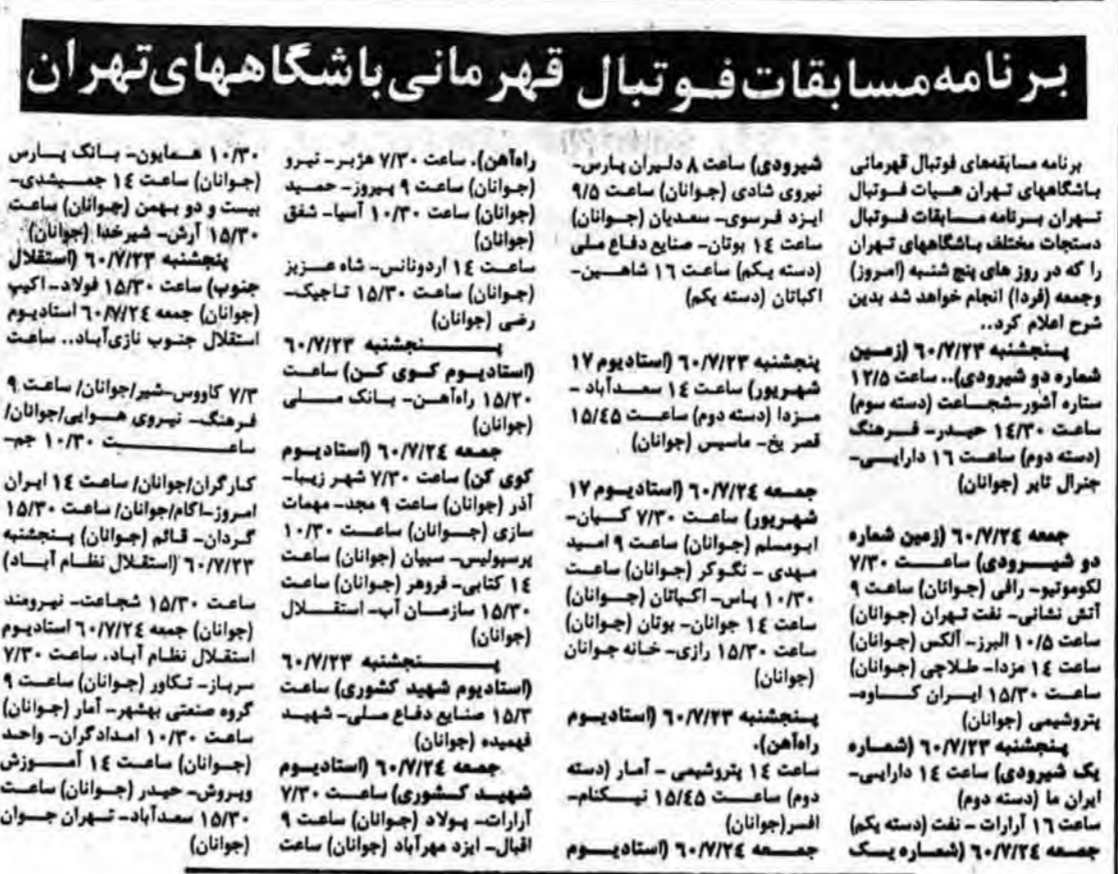 برنامه مسابقات فوتبال قهرمانی باشگاههای تهران
برنامه مسابقه‌های فوتبال قهرمانی
باشگاههای تهران هیات فوتبال
تهران برنامه مسابقات فوتبال
دستجات مختلف باشگاههای تهران
را که در روز های پنج شنبه (امروز)
وجمعه (فردا) انجام خواهد شد بدین
شرح اعلام کرد..
پنجشنبه ۶۰/۷/۲۳ (زمین
شماره دو شیرودی).. ساعت ۱۲/۵
ستاره آشور-شجاعت (دسته سوم)
ساعت ۱۴/۳۰ حیدر- فرهنگ
(دسته دوم) ساعت ۱۶ دارایی-
جنرال تایر (جوانان)
جمعه ۶۰/۷/۲۴ (زمین شماره
دو شیرودی) ساعت ۷/۳۰
لکوموتیو- رافی (جوانان) ساعت ۹
آتش نشانی- نفت تهران (جوانان)
ساعت ۱۰/۵ البرز- آلکس (جوانان)
ساعت ۱۴ مزدا- طلاچی (جوانان)
ساعت ۱۵/۳۰ ایران کاوه-
پتروشیمی (جوانان)
پنجشنبه ۶۰/۷/۲۳ (شماره
یک شیرودی) ساعت ۱۴ دارایی-
ایران ما (دسته دوم)
ساعت ۱۶ آرارات - نفت (دسته یکم)
جمعه ۶۰/۷/۲۴ (شماره یک
شیرودی) ساعت ۸ دلیران پارس-
نیروی شادی (جوانان) ساعت ۹/۵
ایزد فرسوی- سعدیان (جوانان)
ساعت ۱۴ بوتان- صنایع دفاع ملی
(دسته یکم) ساعت ۱۶ شاهین-
اکباتان (دسته یکم)
پنجشنبه ۶۰/۷/۲۳ (استادیوم ۱۷
شهریور) ساعت ۱۴ سعدآباد -
مزدا (دسته دوم) ساعت ۱۵/۴۵
قصر یخ- ماسیس (جوانان)
جمعه ۶۰/۷/۲۴ (استادیوم ۱۷
شهریور) ساعت ۷/۳۰ کیان-
ابومسلم (جوانان) ساعت ۹ امید
مهدی - نگوکر (جوانان) ساعت
۱۰/۳۰ پاس- اکباتان (جوانان)
ساعت ۱۴ جوانان- بوتان (جوانان)
ساعت ۱۵/۳۰ رازی- خانه جوانان
(جوانان)
پنجشنبه ۶۰/۷/۲۳ (استادیوم
راه‌آهن).
ساعت ۱۴ پتروشیمی - آمار (دسته
دوم) ساعت ۱۵/۴۵ نیکنام-
افسر(جوانان)
جمعه ۶۰/۷/۲۴ (استادیوم
راه‌آهن). ساعت ۷/۳۰ هژبر- نیرو
(جوانان) ساعت ۹ پیروز- حمید
(جوانان) ساعت ۱۰/۳۰ آسیا- شفق
(جوانان)
ساعت ۱۴ اردونانس- شاه عزیز
(جوانان) ساعت ۱۵/۳۰ تاجیک-
رضی (جوانان)
پنجشنبه ۶۰/۷/۲۳
(استادیوم کوی کن) ساعت
۱۵/۳۰ راه‌آهن- بانک ملی
(جوانان)
جمعه ۶۰/۷/۲۴ (استادیوم
کوی کن) ساعت ۷/۳۰ شهر زیبا-
آذر (جوانان) ساعت ۹ مجد- مهمات
سازی (جوانان) ساعت ۱۰/۳۰
پرسپولیس- سیبان (جوانان) ساعت
۱۴ کتابی- فروهر (جوانان) ساعت
۱۵/۳۰ سازمان آب- استقلال
(جوانان)
پنجشنبه ۶۰/۷/۲۳
(استادیوم شهید کشوری) ساعت
۱۵/۳ صنایع دفاع ملی- شهید
فهمیده (جوانان)
جمعه ۶۰/۷/۲۴ (استادیوم
شهید کشوری) ساعت ۷/۳۰
آرارات- پولاد (جوانان) ساعت ۹
اقبال- ایزد مهرآباد (جوانان) ساعت
۱۰/۳۰ همایون- بانک پارس
(جوانان) ساعت ۱۴ جمشیدی-
بیست و دو بهمن (جوانان) ساعت
۱۵/۳۰ آرش- شیرخدا (جوانان)
پنجشنبه ۶۰/۷/۲۳ (استقلال
جنوب) ساعت ۱۵/۳۰ فولاد- اکیپ
(جوانان) جمعه ۶۰/۷/۲۴ استادیوم
استقلال جنوب نازی‌آباد.. ساعت
۷/۳ کاووس-شیر/جوانان/ ساعت ۹
فرهنگ- نیروی هوایی/جوانان/
ساعت ۱۰/۳۰ جم-
کارگران/جوانان/ ساعت ۱۴ ایران
امروز-اکام/جوانان/ ساعت ۱۵/۳۰
گردان- قائم (جوانان) پنجشنبه
۶۰/۷/۲۳ (استقلال نظام آباد)
ساعت ۱۵/۳۰ شجاعت- نیرومند
(جوانان) جمعه ۶۰/۷/۲۴ استادیوم
استقلال نظام آباد. ساعت ۷/۳۰
سرباز- تکاور (جوانان) ساعت ۹
گروه صنعتی بهشهر- آمار (جوانان)
ساعت ۱۰/۳۰ امدادگران- واحد
(جوانان) ساعت ۱۴ آموزش
وپروش- حیدر (جوانان) ساعت
۱۵/۳۰ سعدآباد- تهران جوان
(جوانان)